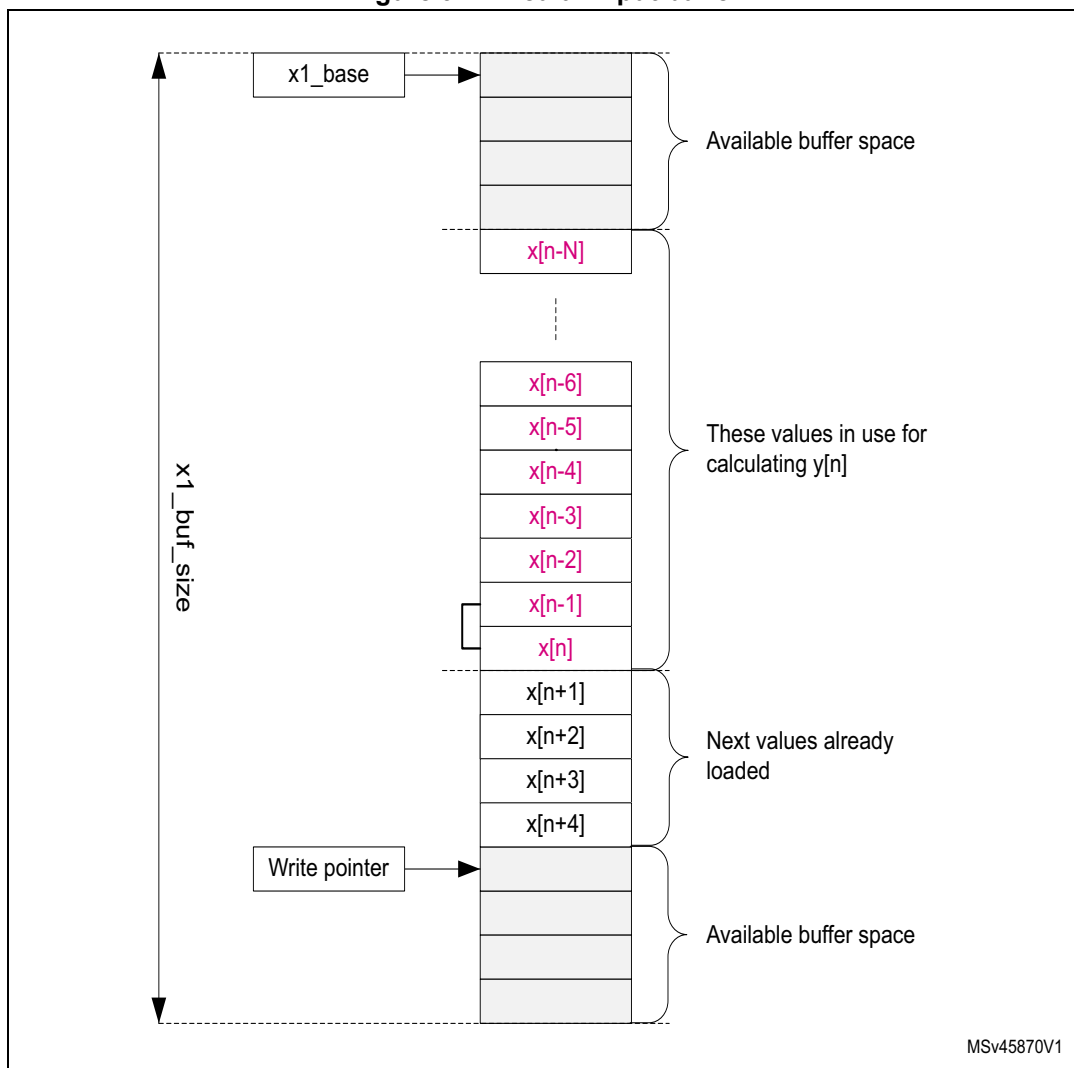 x1_base
Available buffer space
x[n-N]
x[n-6]
x[n-5]
These values in use for
calculating y[n]
x[n-4]
x1_buf_size
x[n-3]
x[n-2]
x[n-1]
x[n]
x[n+1]
x[n+2]
Next values already
loaded
x[n+3]
x[n+4]
Write pointer
Available buffer space
MSv45870V1